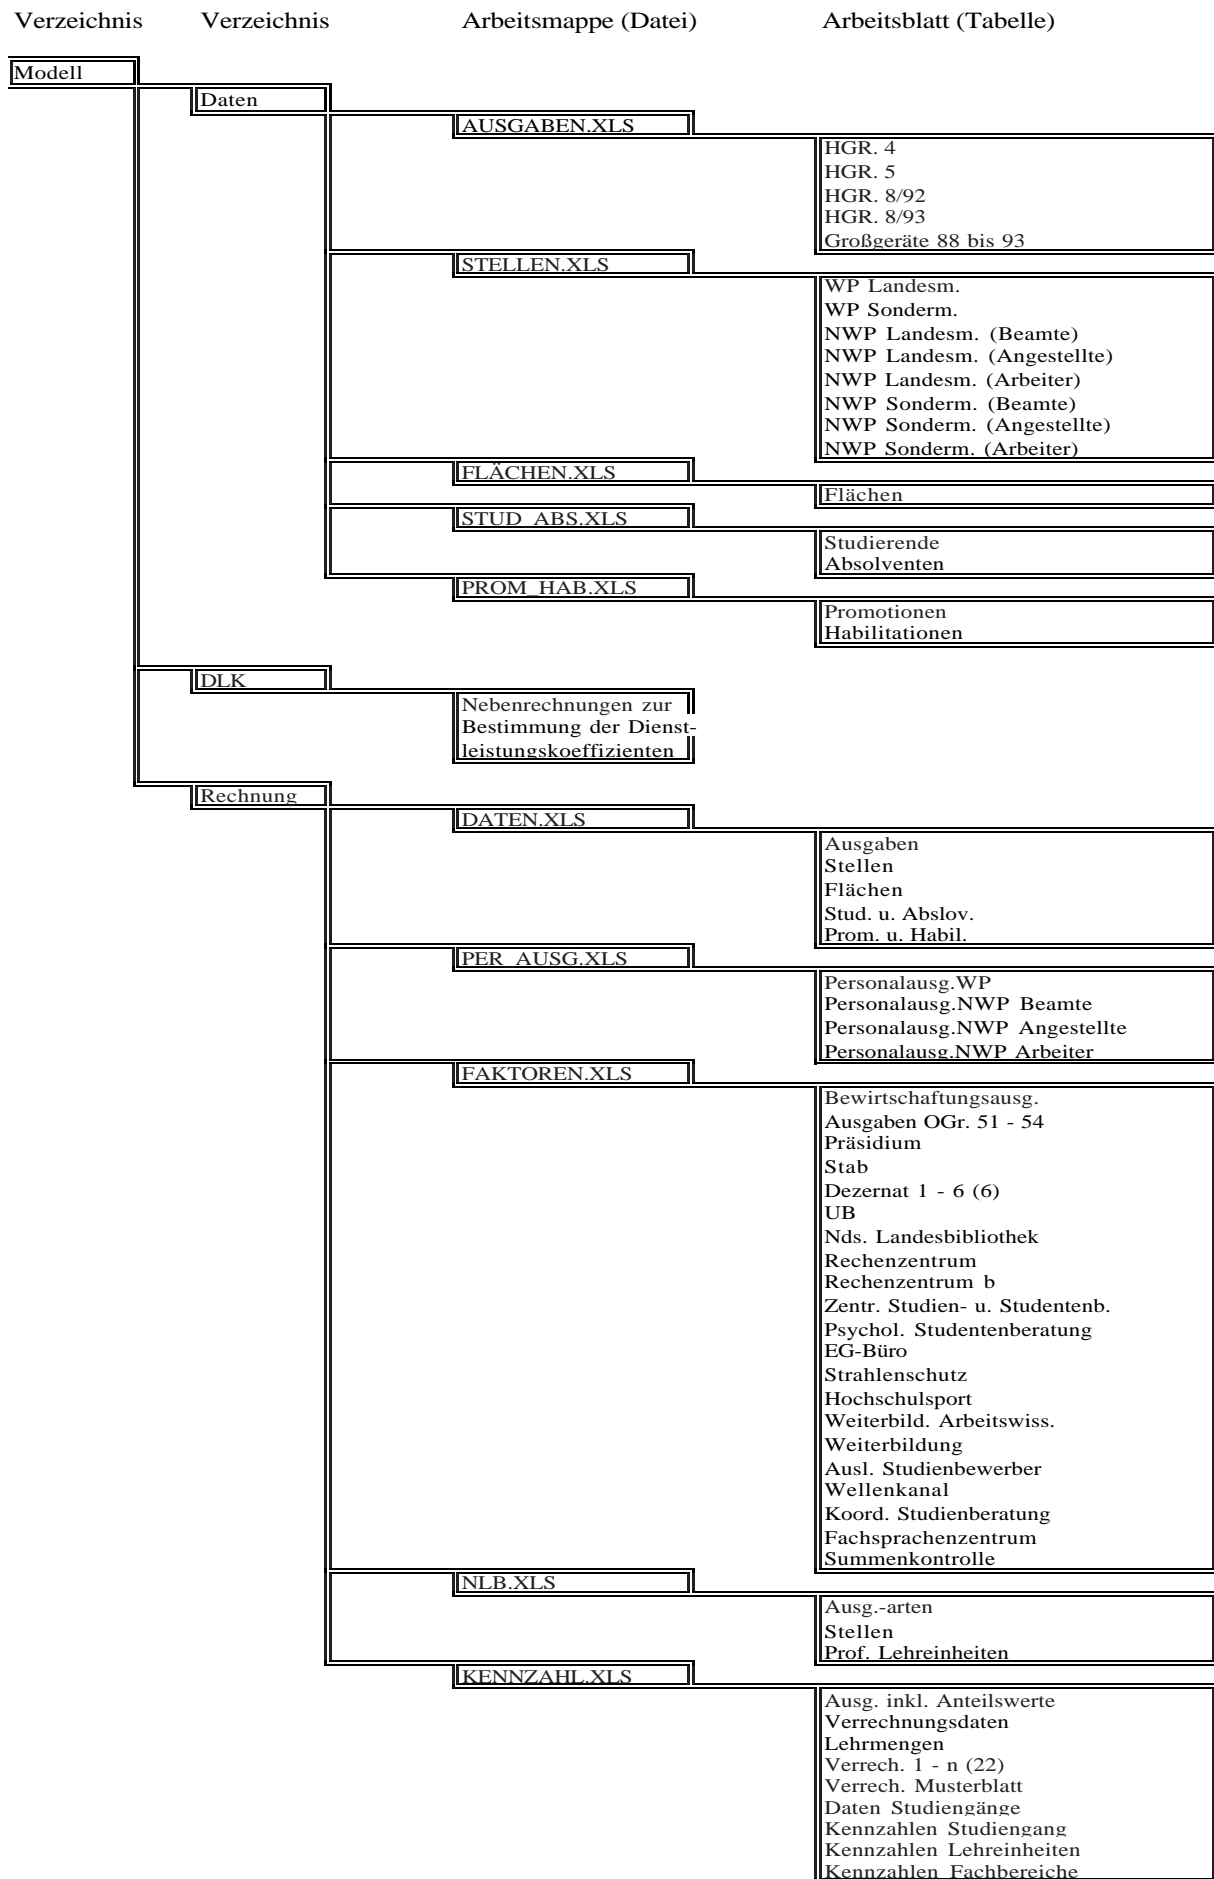 Verzeichnis Verzeichnis Arbeitsmappe (Datei) Arbeitsblatt (Tabelle)
Modell
Daten
AUSGABEN.XLS
HGR. 4
HGR. 5
HGR. 8/92
HGR. 8/93
Großgeräte 88 bis 93
STELLEN.XLS
WP Landesm.
WP Sonderm.
NWP Landesm. (Beamte)
NWP Landesm. (Angestellte)
NWP Landesm. (Arbeiter)
NWP Sonderm. (Beamte)
NWP Sonderm. (Angestellte)
NWP Sonderm. (Arbeiter)
FLÄCHEN.XLS
Flächen
STUD_ABS.XLS
Studierende
Absolventen
PROM_HAB.XLS
Promotionen
Habilitationen
DLK
Nebenrechnungen zur
Bestimmung der Dienst-
leistungskoeffizienten
Rechnung
DATEN.XLS
Ausgaben
Stellen
Flächen
Stud. u. Abslov.
Prom. u. Habil.
PER_AUSG.XLS
Personalausg.WP
Personalausg.NWP Beamte
Personalausg.NWP Angestellte
Personalausg.NWP Arbeiter
FAKTOREN.XLS
Bewirtschaftungsausg.
Ausgaben OGr. 51 - 54
Präsidium
Stab
Dezernat 1 - 6 (6)
UB
Nds. Landesbibliothek
Rechenzentrum
Rechenzentrum b
Zentr. Studien- u. Studentenb.
Psychol. Studentenberatung
EG-Büro
Strahlenschutz
Hochschulsport
Weiterbild. Arbeitswiss.
Weiterbildung
Ausl. Studienbewerber
Wellenkanal
Koord. Studienberatung
Fachsprachenzentrum
Summenkontrolle
NLB.XLS
Ausg.-arten
Stellen
Prof. Lehreinheiten
KENNZAHL.XLS
Ausg. inkl. Anteilswerte
Verrechnungsdaten
Lehrmengen
Verrech. 1 - n (22)
Verrech. Musterblatt
Daten Studiengänge
Kennzahlen Studiengang
Kennzahlen Lehreinheiten
Kennzahlen Fachbereiche